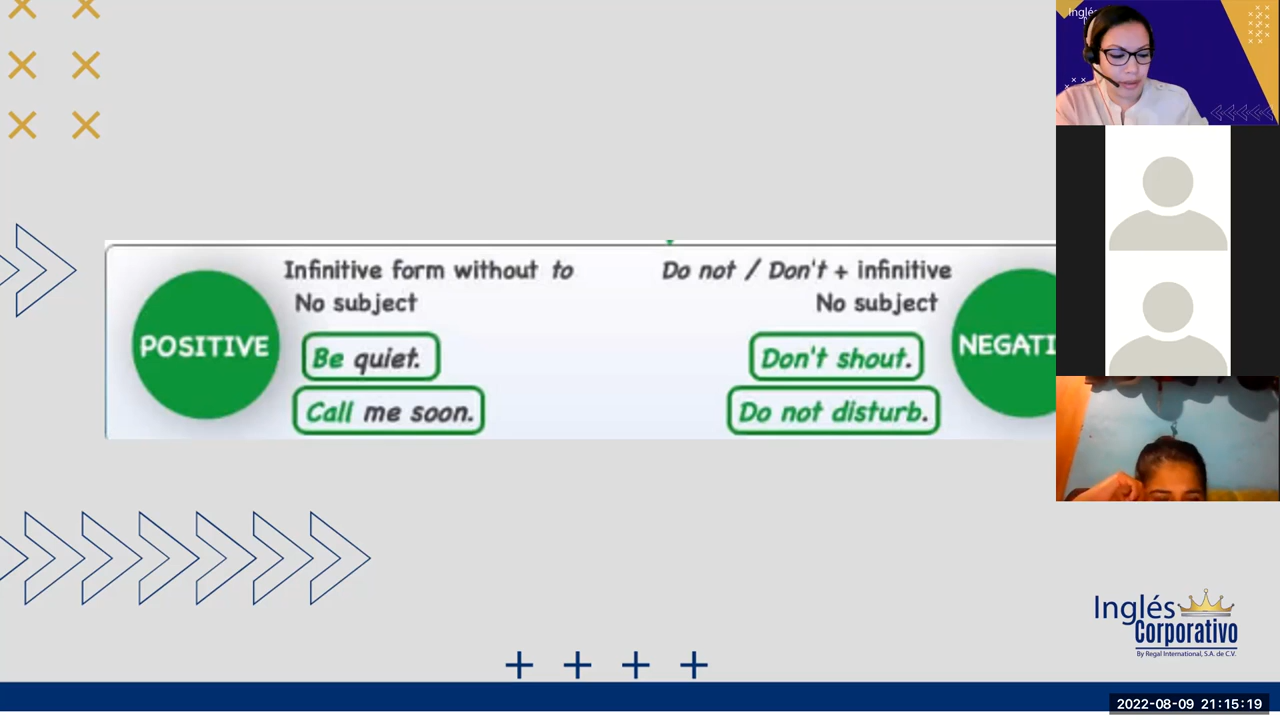 Inglés
POSITIVE
Infinitive form without to
No subject
Be quiet.
Call me soon.
Do not / Don't + infinitive
No subject
Don't shout.
Do not disturb.
NEGATI
Inglés
Corporativo
By Regal International, S.A. de C.V.
2022-08-09 21:15:19